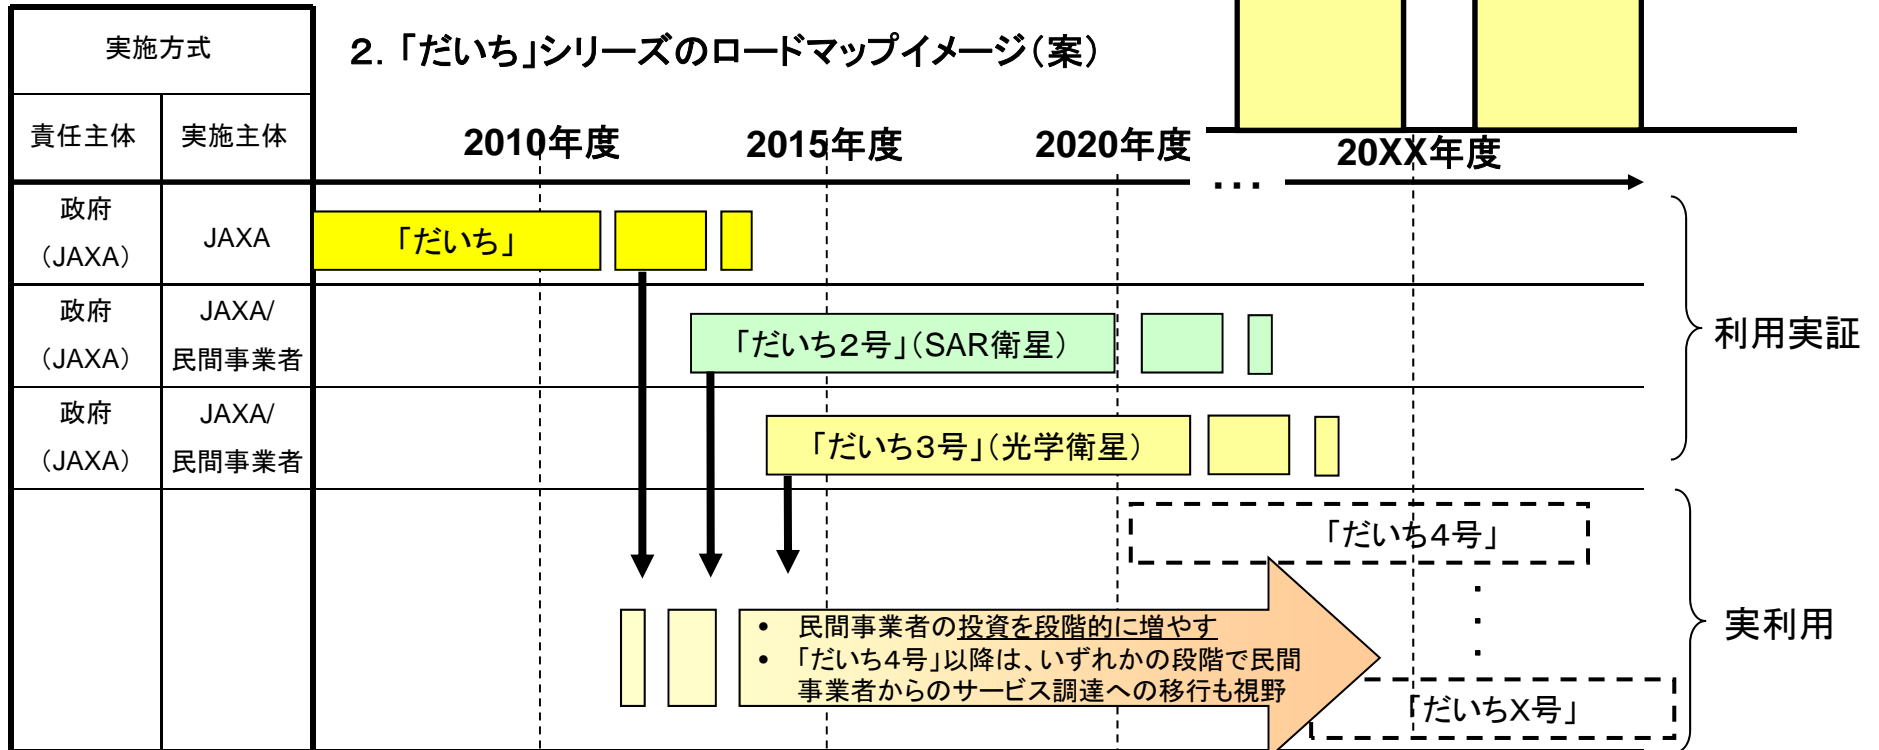 実施方式
2.「だいち」シリーズのロードマップイメージ(案)
責任主体
実施主体
2010年度
2015年度
2020年度
20XX年度
・・・
政府
(JAXA)
JAXA
「だいち」
政府
(JAXA)
JAXA/
民間事業者
「だいち2号」(SAR衛星)
利用実証
政府
(JAXA)
JAXA/
民間事業者
「だいち3号」(光学衛星)
「だいち4号」
・
・
・
• 民間事業者の投資を段階的に増やす
• 「だいち4号」以降は、いずれかの段階で民間
事業者からのサービス調達への移行も視野
実利用
「だいちX号」